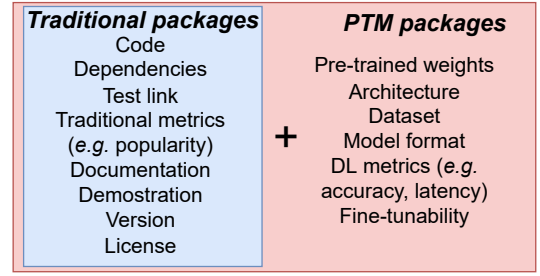 Traditional packages
Code
Dependencies
Test link
Traditional metrics
(e.g. popularity)
Documentation
Demostration
Version
License
+
PTM packages
Pre-trained weights
Architecture
Dataset
Model format
DL metrics (e.g.
accuracy, latency)
Fine-tunability